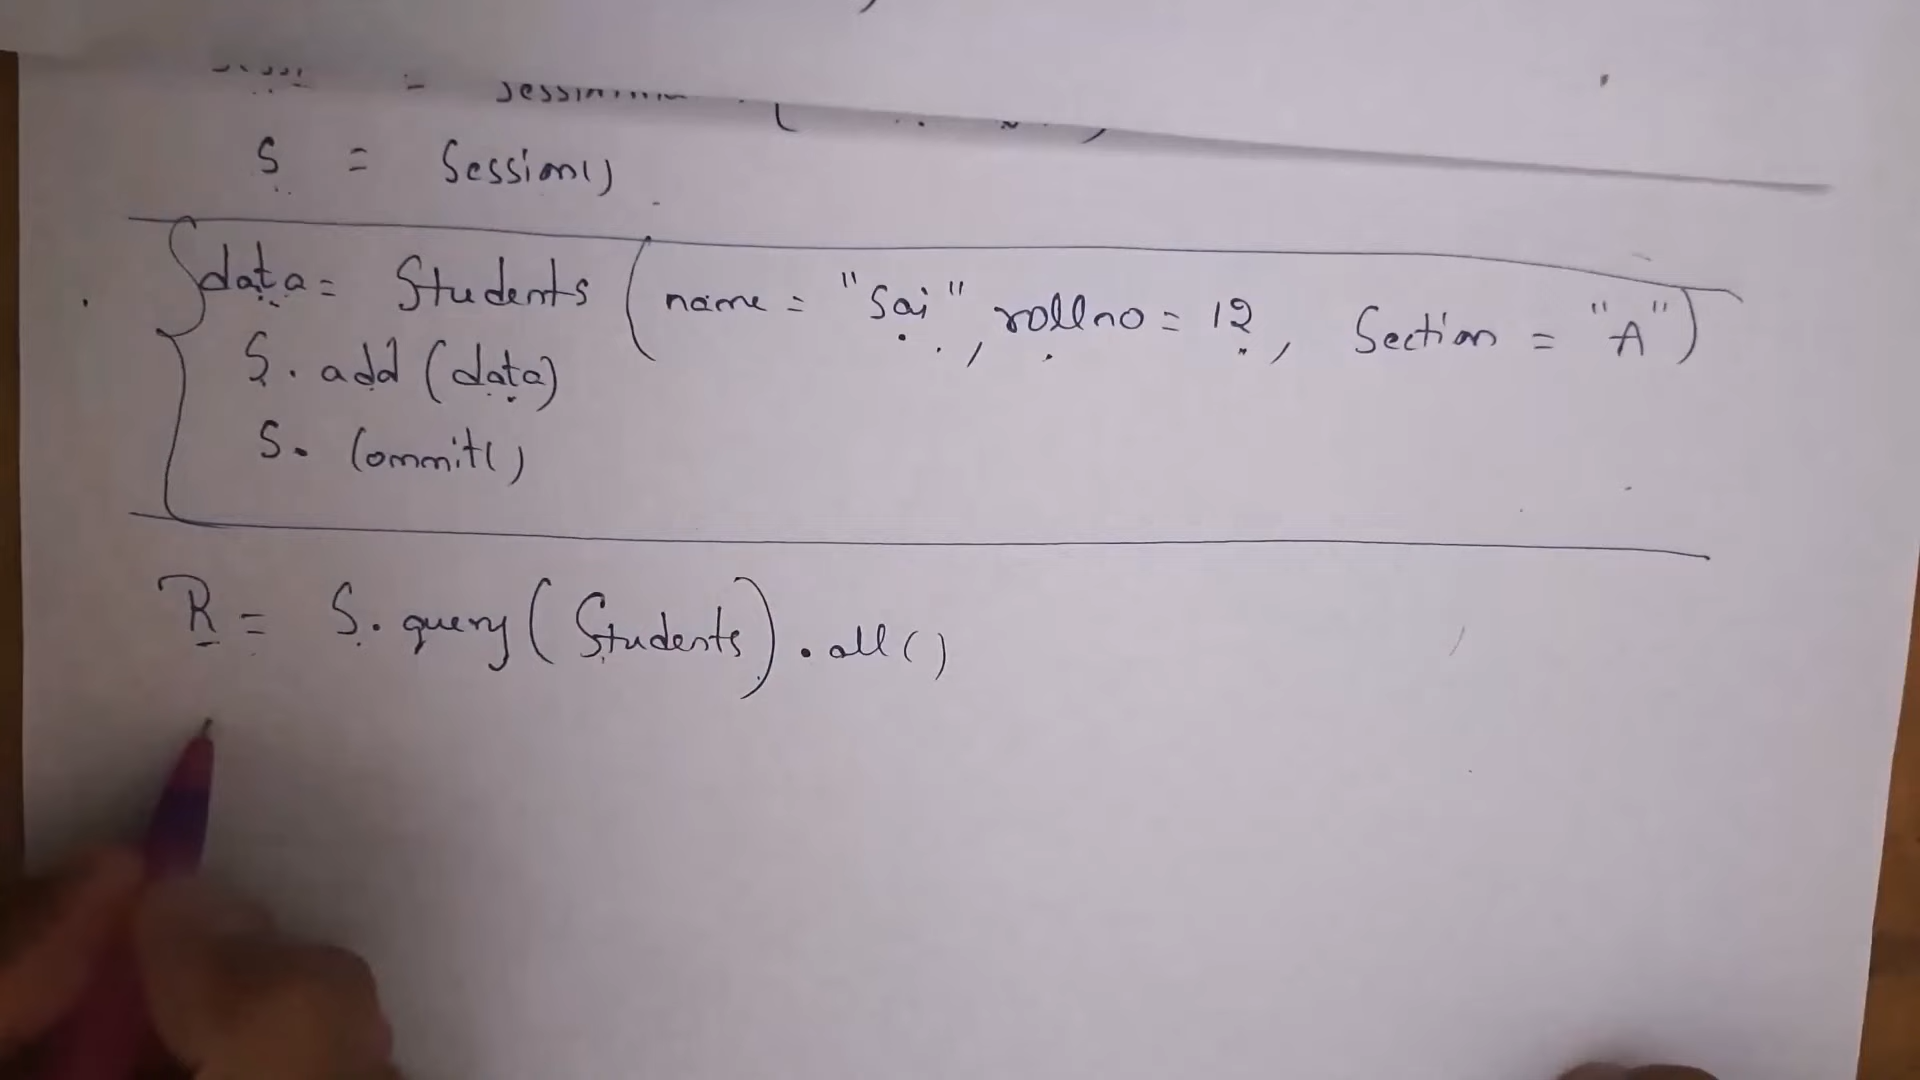 S = Session()
data = Students (name = "Sai", rollno = 12, Section = "A")
S. add (data)
S. Commit()
R = S. query (Students) . all ()